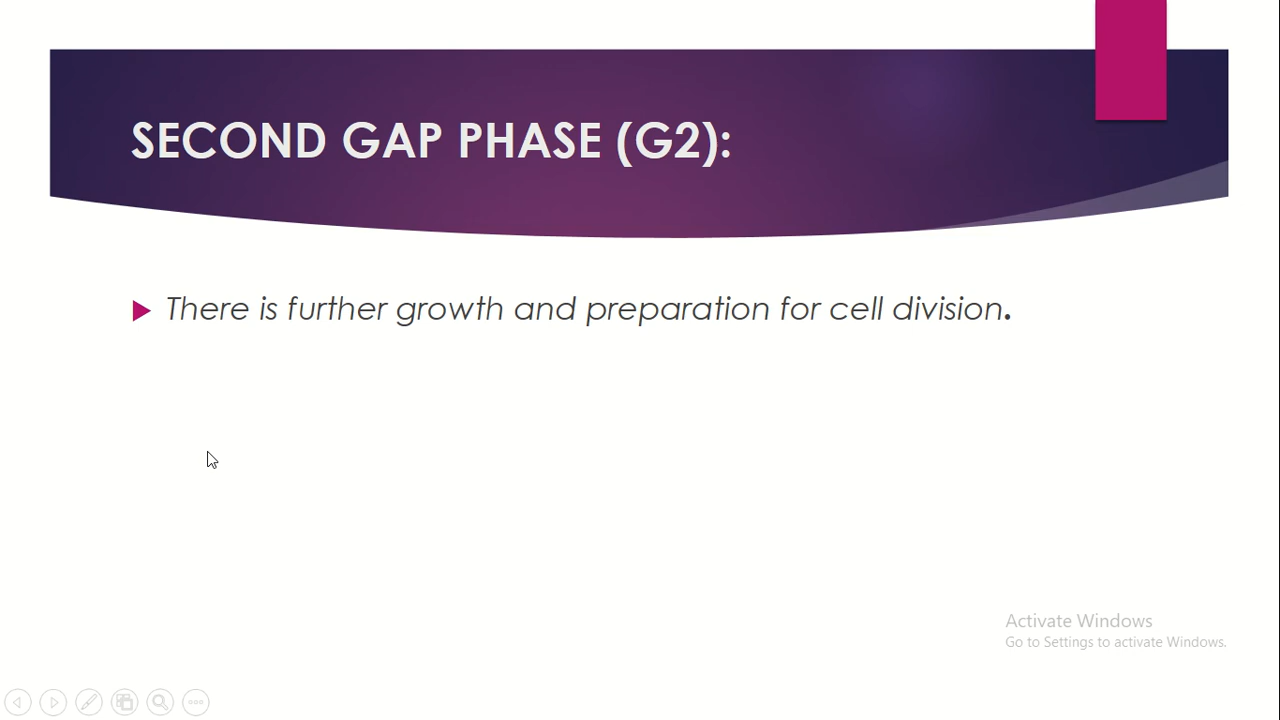 SECOND GAP PHASE (G2):
There is further growth and preparation for cell division.
Activate Windows
Go to Settings to activate Windows.